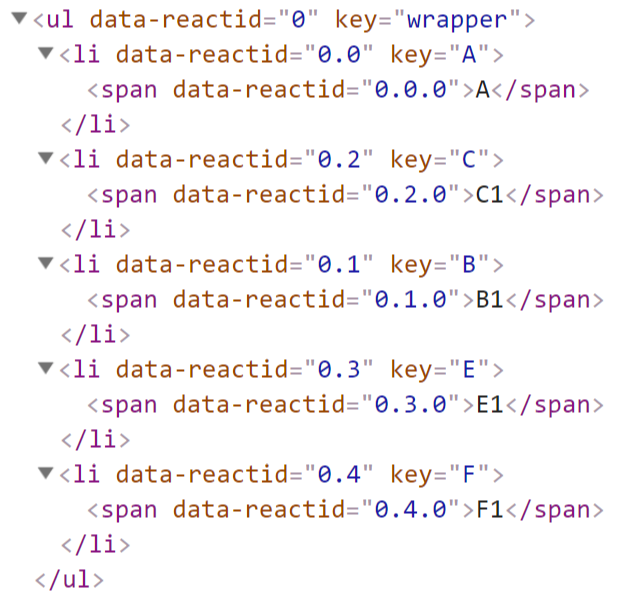 ▼<ul data-reactid="0" key="wrapper">
▼<li data-reactid="0.0" key="A">
<span data-reactid="0.0.0">A</span>
</li>
▼<li data-reactid="0.2" key="C">
<span data-reactid="0.2.0">C1</span>
</li>
▼<li data-reactid="0.1" key="B">
<span data-reactid="0.1.0">B1</span>
</li>
▼<li data-reactid="0.3" key="E">
<span data-reactid="0.3.0">E1</span>
</li>
▼<li data-reactid="0.4" key="F">
<span data-reactid="0.4.0">F1</span>
</li>
</ul>